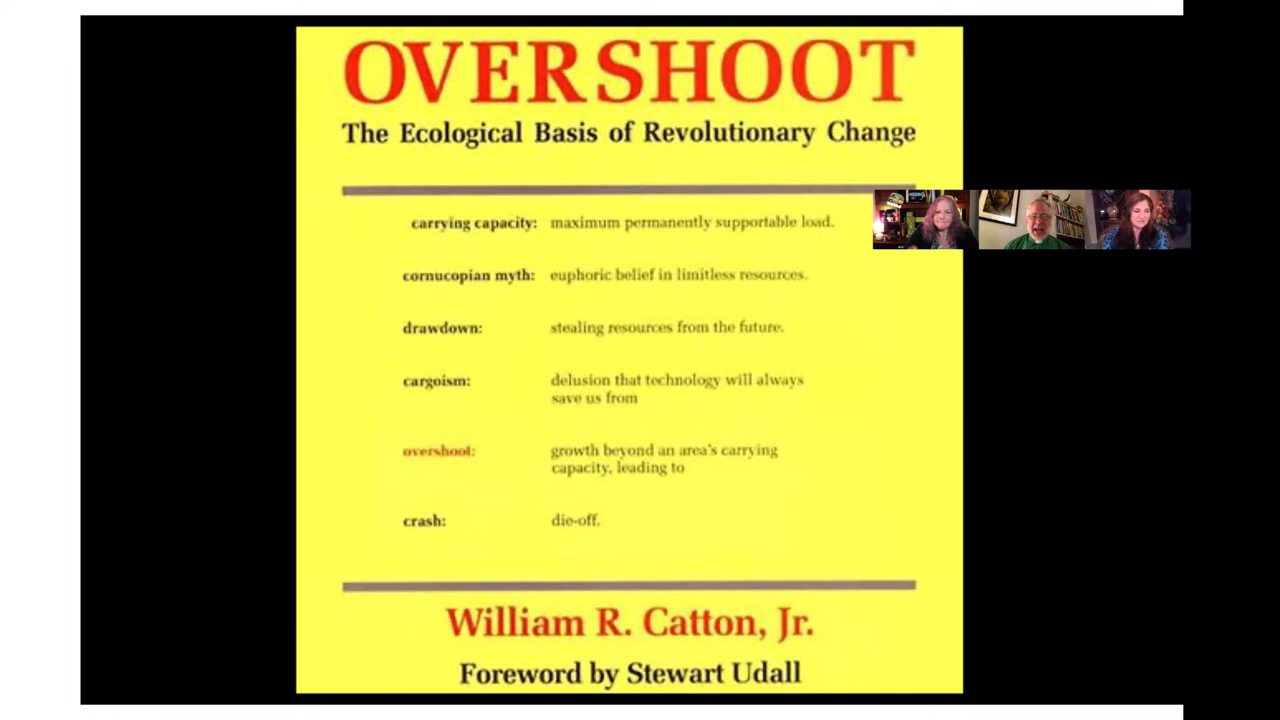 OVERSHOOT
The Ecological Basis of Revolutionary Change
carrying capacity: maximum permanently supportable load.
cornucopian myth: euphoric belief in limitless resources.
drawdown: stealing resources from the future.
cargoism: delusion that technology will always
save us from
overshoot: growth beyond an area's carrying
capacity, leading to
crash: die-off.
William R. Catton, Jr.
Foreword by Stewart Udall